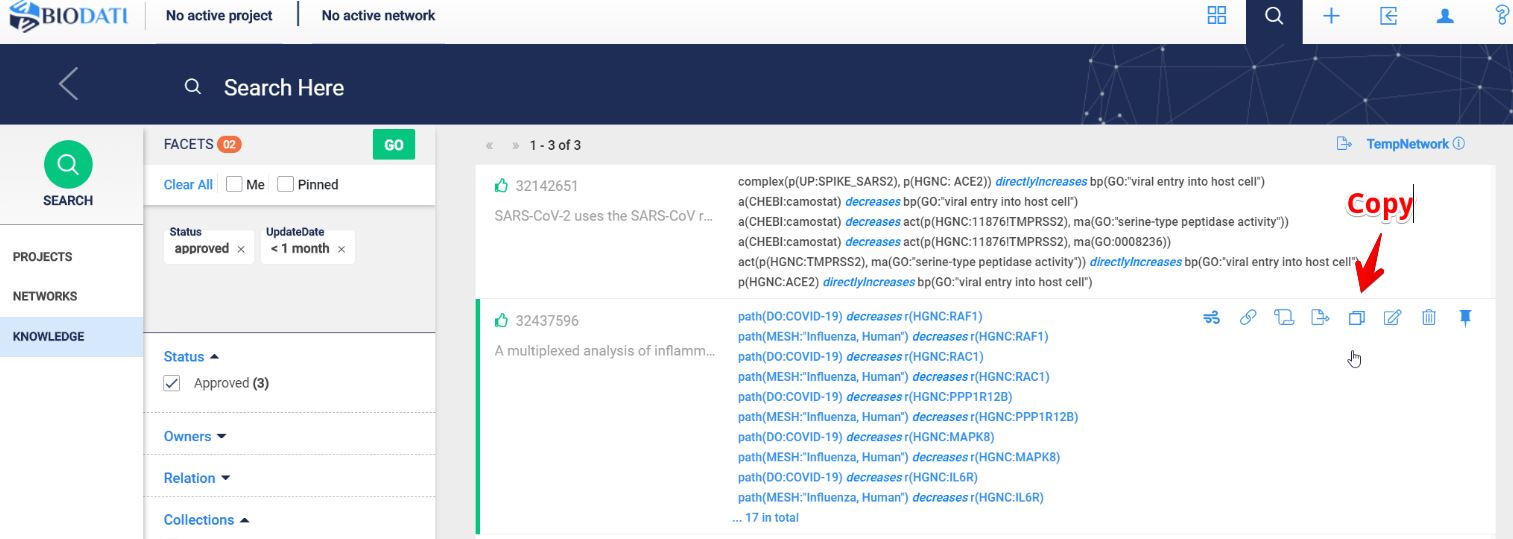 BIODATI
No active project
No active network
Search Here
SEARCH
PROJECTS
NETWORKS
KNOWLEDGE
FACETS 02
GO
Clear All
Me
Pinned
Status
approved ×
UpdateDate
< 1 month ×
Status
Approved (3)
Owners
Relation
Collections
« » 1 - 3 of 3
TempNetwork
32142651
SARS-CoV-2 uses the SARS-CoV r...
complex(p(UP:SPIKE_SARS2), p(HGNC: ACE2)) directlyIncreases bp(GO:"viral entry into host cell")
a(CHEBI:camostat) decreases bp(GO:"viral entry into host cell")
a(CHEBI:camostat) decreases act(p(HGNC:11876!TMPRSS2), ma(GO:"serine-type peptidase activity"))
a(CHEBI:camostat) decreases act(p(HGNC:11876!TMPRSS2), ma(GO:0008236))
act(p(HGNC:TMPRSS2), ma(GO:"serine-type peptidase activity")) directlyIncreases bp(GO:"viral entry into host cell")
p(HGNC:ACE2) directlyIncreases bp(GO:"viral entry into host cell")
Copy
32437596
A multiplexed analysis of inflamm...
path(DO:COVID-19) decreases r(HGNC:RAF1)
path(MESH:"Influenza, Human") decreases r(HGNC:RAF1)
path(DO:COVID-19) decreases r(HGNC:RAC1)
path(MESH:"Influenza, Human") decreases r(HGNC:RAC1)
path(DO:COVID-19) decreases r(HGNC:PPP1R12B)
path(MESH:"Influenza, Human") decreases r(HGNC:PPP1R12B)
path(DO:COVID-19) decreases r(HGNC:MAPK8)
path(MESH:"Influenza, Human") decreases r(HGNC:MAPK8)
path(DO:COVID-19) decreases r(HGNC:IL6R)
path(MESH:"Influenza, Human") decreases r(HGNC:IL6R)
... 17 in total